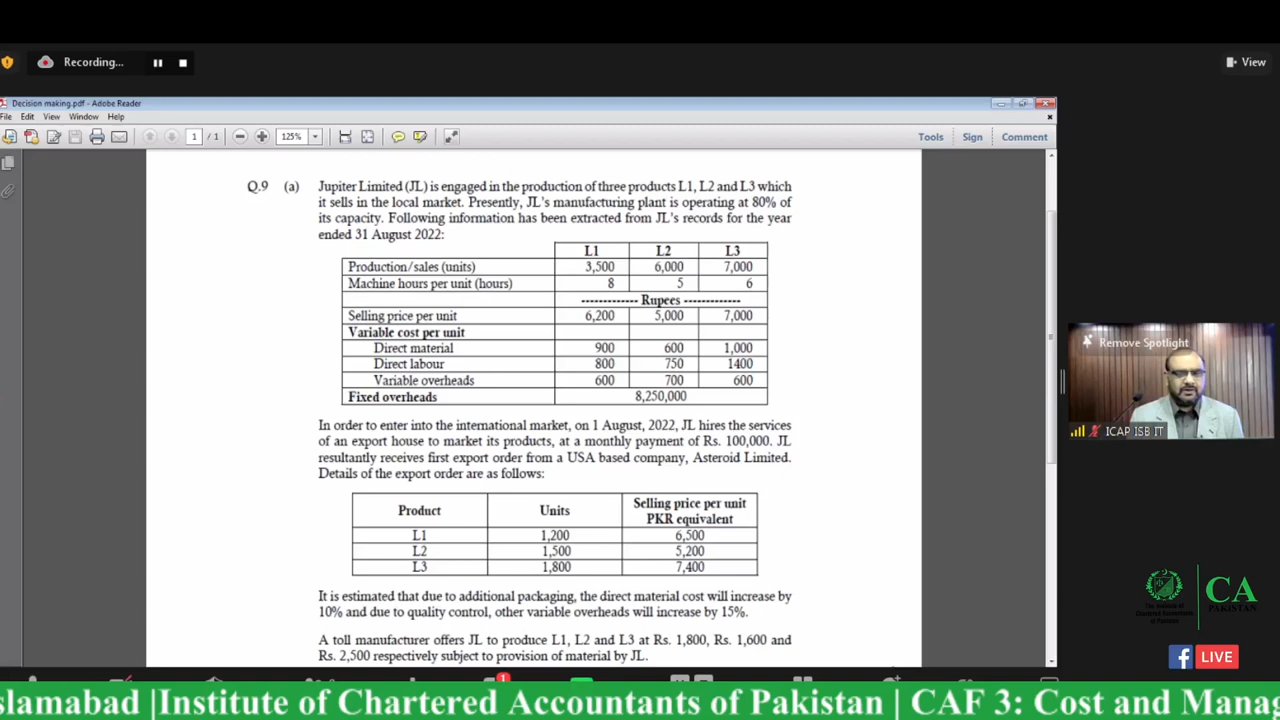 Recording...
View
Decision making.pdf - Adobe Reader
File Edit View Window Help
1 / 1 125% Tools Sign Comment
Q.9 (a) Jupiter Limited (JL) is engaged in the production of three products L1, L2 and L3 which
it sells in the local market. Presently, JL's manufacturing plant is operating at 80% of
its capacity. Following information has been extracted from JL's records for the year
ended 31 August 2022:
L1 L2 L3
Production/sales (units) 3,500 6,000 7,000
Machine hours per unit (hours) 8 5 6
------------ Rupees ------------
Selling price per unit 6,200 5,000 7,000
Variable cost per unit
Direct material 900 600 1,000
Direct labour 800 750 1400
Variable overheads 600 700 600
Fixed overheads 8,250,000
In order to enter into the international market, on 1 August, 2022, JL hires the services
of an export house to market its products, at a monthly payment of Rs. 100,000. JL
resultantly receives first export order from a USA based company, Asteroid Limited.
Details of the export order are as follows:
Product Units Selling price per unit
PKR equivalent
L1 1,200 6,500
L2 1,500 5,200
L3 1,800 7,400
It is estimated that due to additional packaging, the direct material cost will increase by
10% and due to quality control, other variable overheads will increase by 15%.
A toll manufacturer offers JL to produce L1, L2 and L3 at Rs. 1,800, Rs. 1,600 and
Rs. 2,500 respectively subject to provision of material by JL.
Remove Spotlight
ICAP ISB IT
CA
PAKISTAN
The Institute of
Chartered Accountants
of Pakistan
f LIVE
1
slamabad |Institute of Chartered Accountants of Pakistan | CAF 3: Cost and Manag